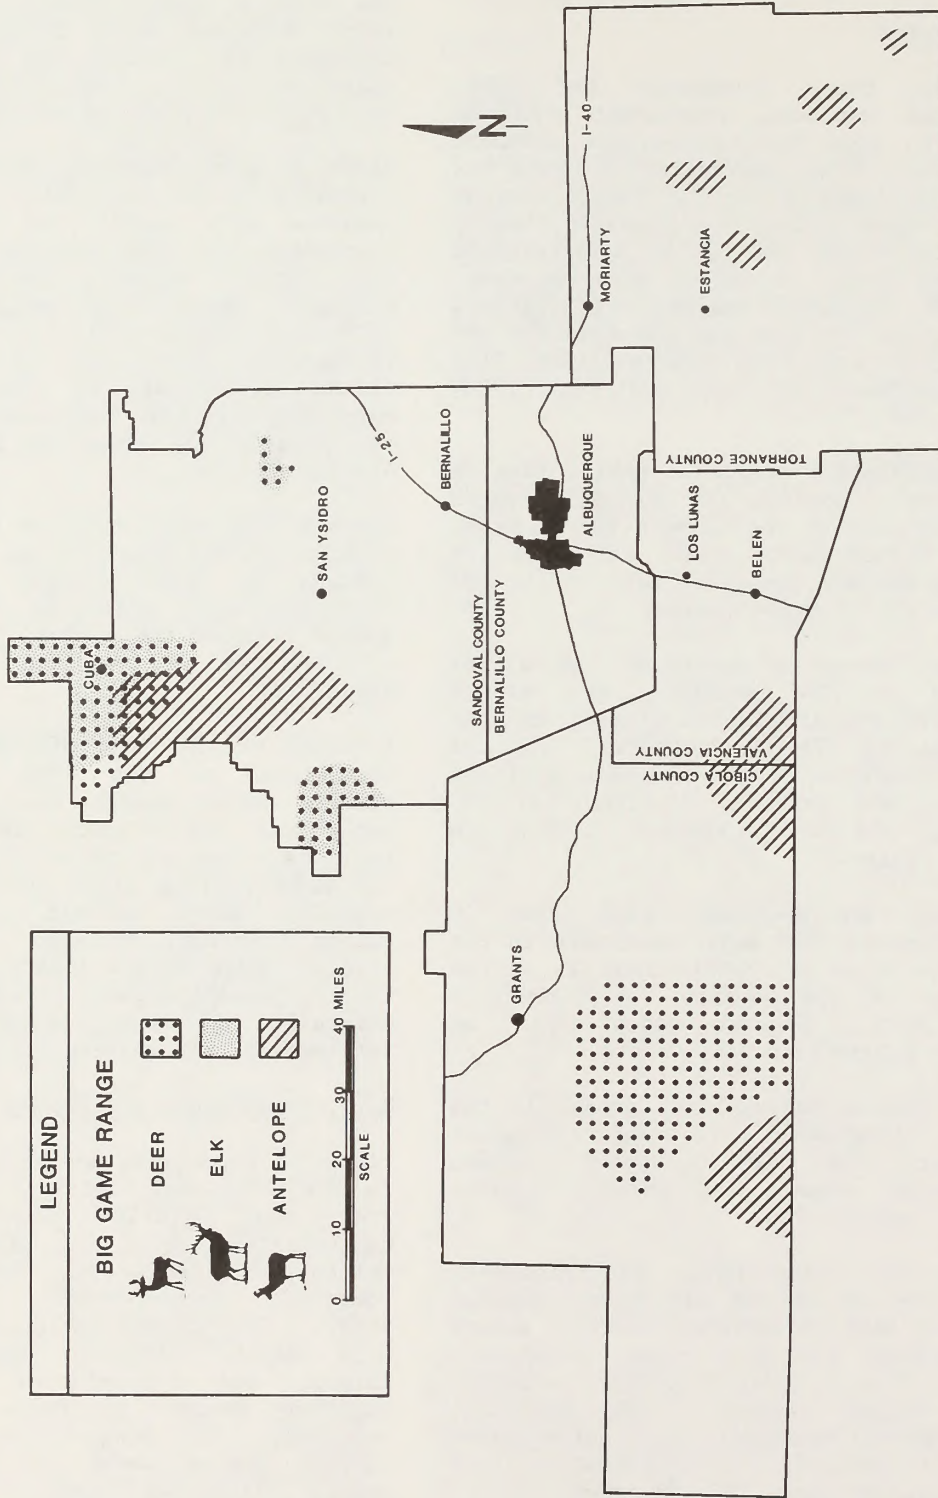 LEGEND
BIG GAME RANGE
DEER
ELK
ANTELOPE
0 10 20 30 40 MILES
SCALE
N
CUBA
SAN YSIDRO
I-25
BERNALILLO
SANDOVAL COUNTY
BERNALILLO COUNTY
ALBUQUERQUE
I-40
MORIARTY
ESTANCIA
TORRANCE COUNTY
LOS LUNAS
BELEN
VALENCIA COUNTY
CIBOLA COUNTY
GRANTS